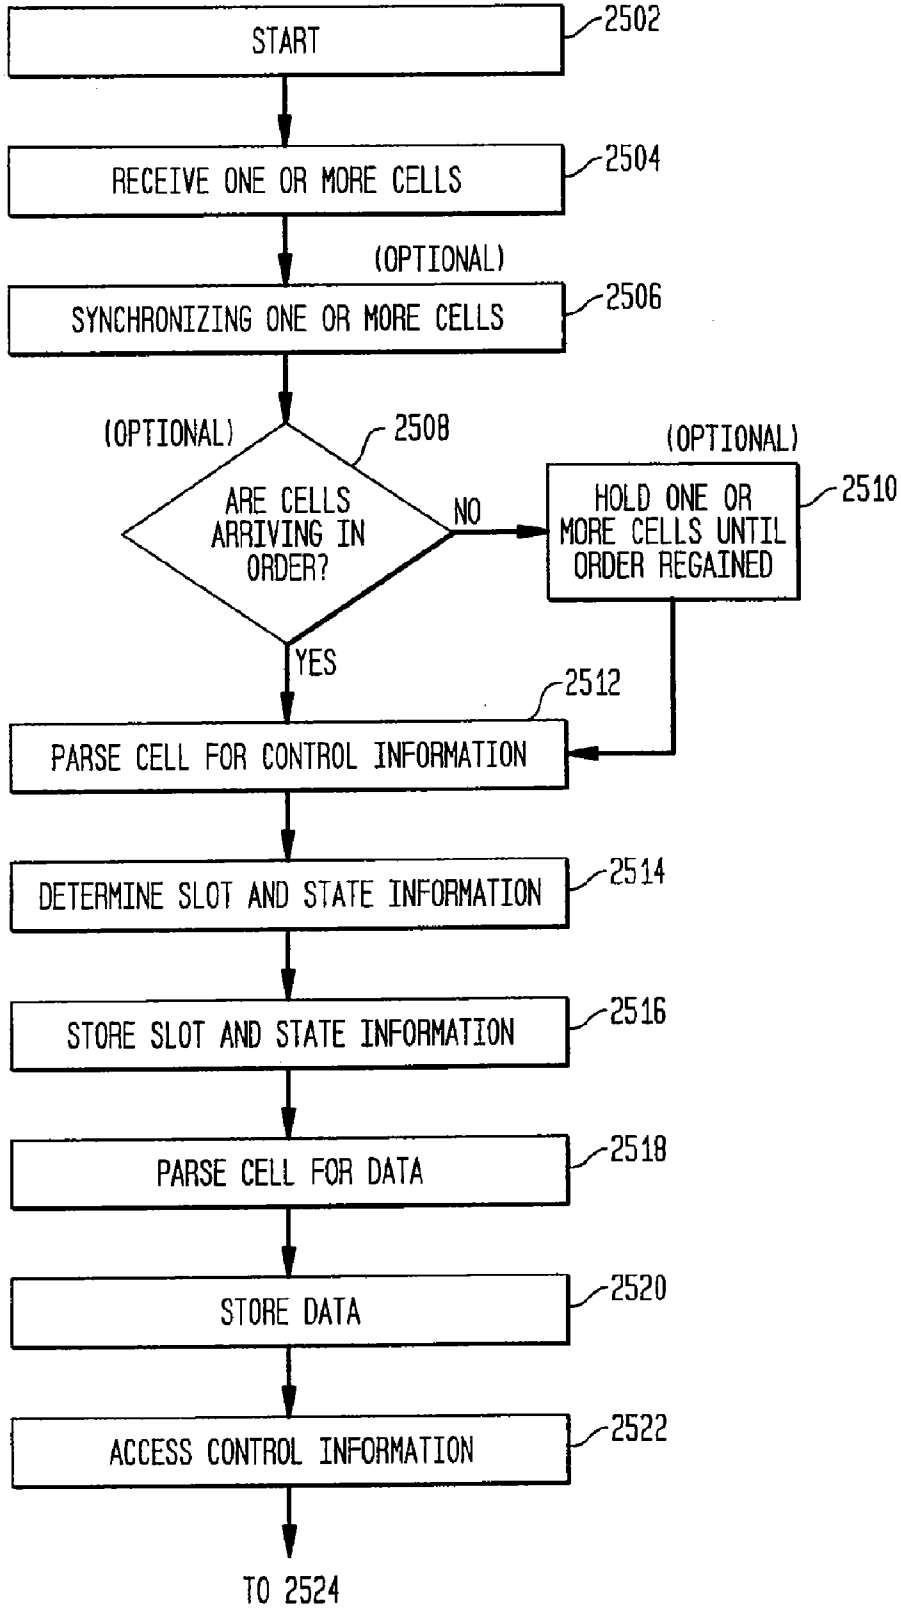 START
2502
RECEIVE ONE OR MORE CELLS
2504
(OPTIONAL)
SYNCHRONIZING ONE OR MORE CELLS
2506
(OPTIONAL)
2508
ARE CELLS
ARRIVING IN
ORDER?
NO
YES
(OPTIONAL)
2510
HOLD ONE OR
MORE CELLS UNTIL
ORDER REGAINED
2512
PARSE CELL FOR CONTROL INFORMATION
DETERMINE SLOT AND STATE INFORMATION
2514
STORE SLOT AND STATE INFORMATION
2516
PARSE CELL FOR DATA
2518
STORE DATA
2520
ACCESS CONTROL INFORMATION
2522
TO 2524